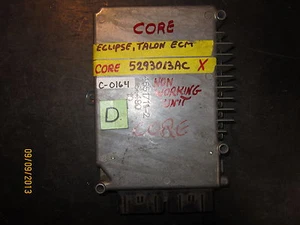 CORE
ECLIPSE, TALON ECM
CORE 5293013AC X
C-0164
NON
WORKING
UNIT
D
CORE
09/09/2013